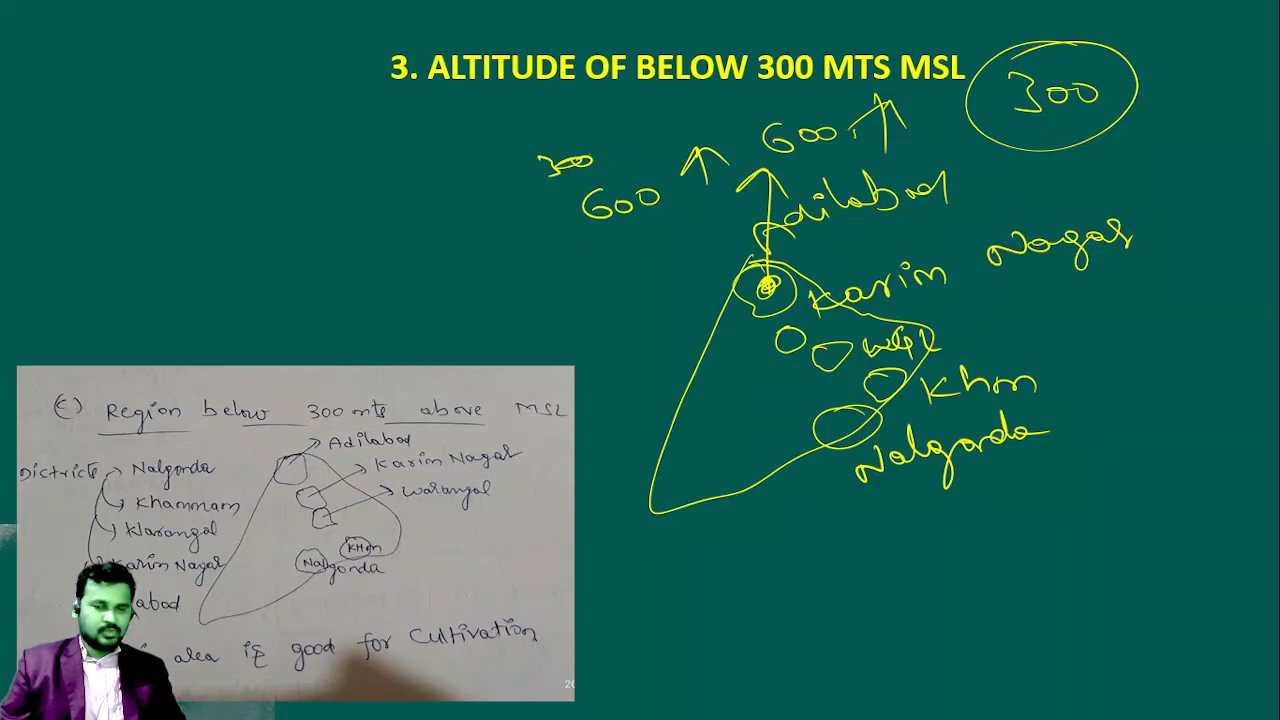 3. ALTITUDE OF BELOW 300 MTS MSL
300
600
300
600
Adilabad
Karim Nagar
Khm
Nalgonda
c) Region below 300 mts above MSL
Adilabad
Districts Nalgonda
Karim Nagar
Khammam
Warangal
Warangal
Karim Nagar
KHm
Nalgonda
abad
area is good for Cultivation